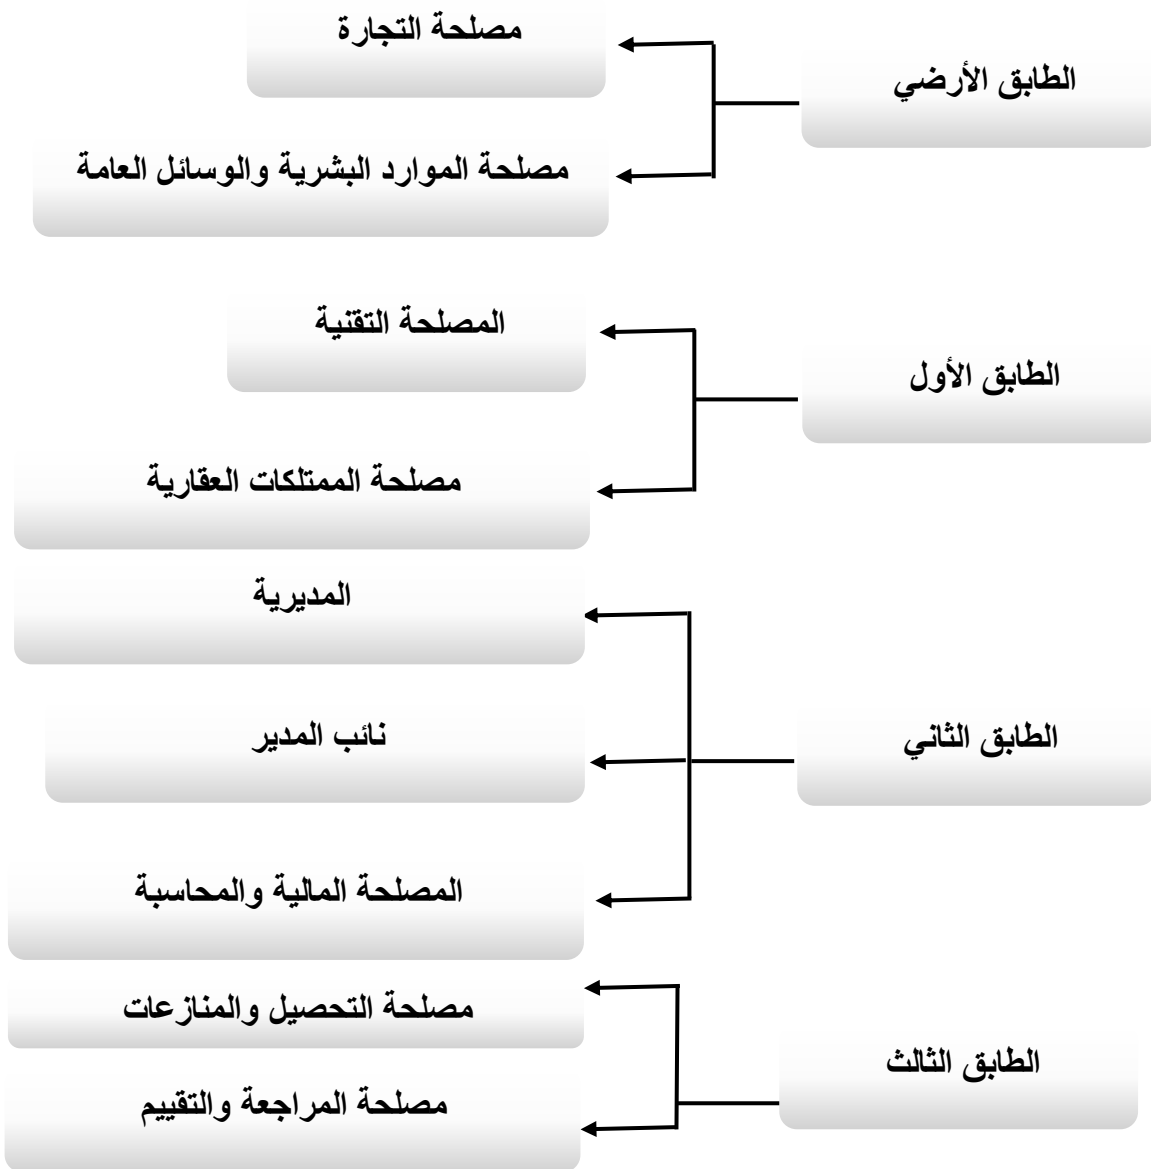 الطابق الأرضي
مصلحة التجارة
مصلحة الموارد البشرية والوسائل العامة
الطابق الأول
المصلحة التقنية
مصلحة الممتلكات العقارية
الطابق الثاني
المديرية
نائب المدير
المصلحة المالية والمحاسبة
الطابق الثالث
مصلحة التحصيل والمنازعات
مصلحة المراجعة والتقييم